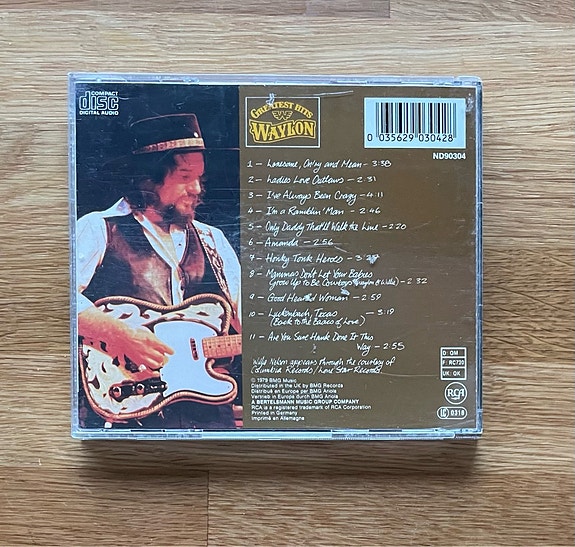 COMPACT
disc
DIGITAL AUDIO
GREATEST HITS
WAYLON
0 035629 030428
ND90304
1 – Lonesome, On'ry and Mean – 3:38
2 – Ladies Love Outlaws – 2:31
3 – I've Always Been Crazy – 4:11
4 – I'm a Ramblin' Man – 2:46
5 – Only Daddy That'll Walk the Line – 2:20
6 – Amanda – 2:56
7 – Honky Tonk Heroes – 3:
8 – Mammas Don't Let Your Babies
Grow Up to Be Cowboys (Waylon & Willie) – 2:32
9 – Good Hearted Woman – 2:59
10 – Luckenbach, Texas – 3:19
(Back to the Basics of Love)
11 – Are You Sure Hank Done It This
Way – 2:55
Willie Nelson appears through the courtesy of
Columbia Records/Lone Star Records
© 1979 BMG Music
Distributed in the UK by BMG Records
Distribué en Europe par BMG Ariola
Vertrieb in Europa durch BMG Ariola
A BERTELSMANN MUSIC GROUP COMPANY
RCA is a registered trademark of RCA Corporation
Printed in Germany
Imprimé en Allemagne
D: QM
F: RC720
UK: QK
RCA
LC 0316